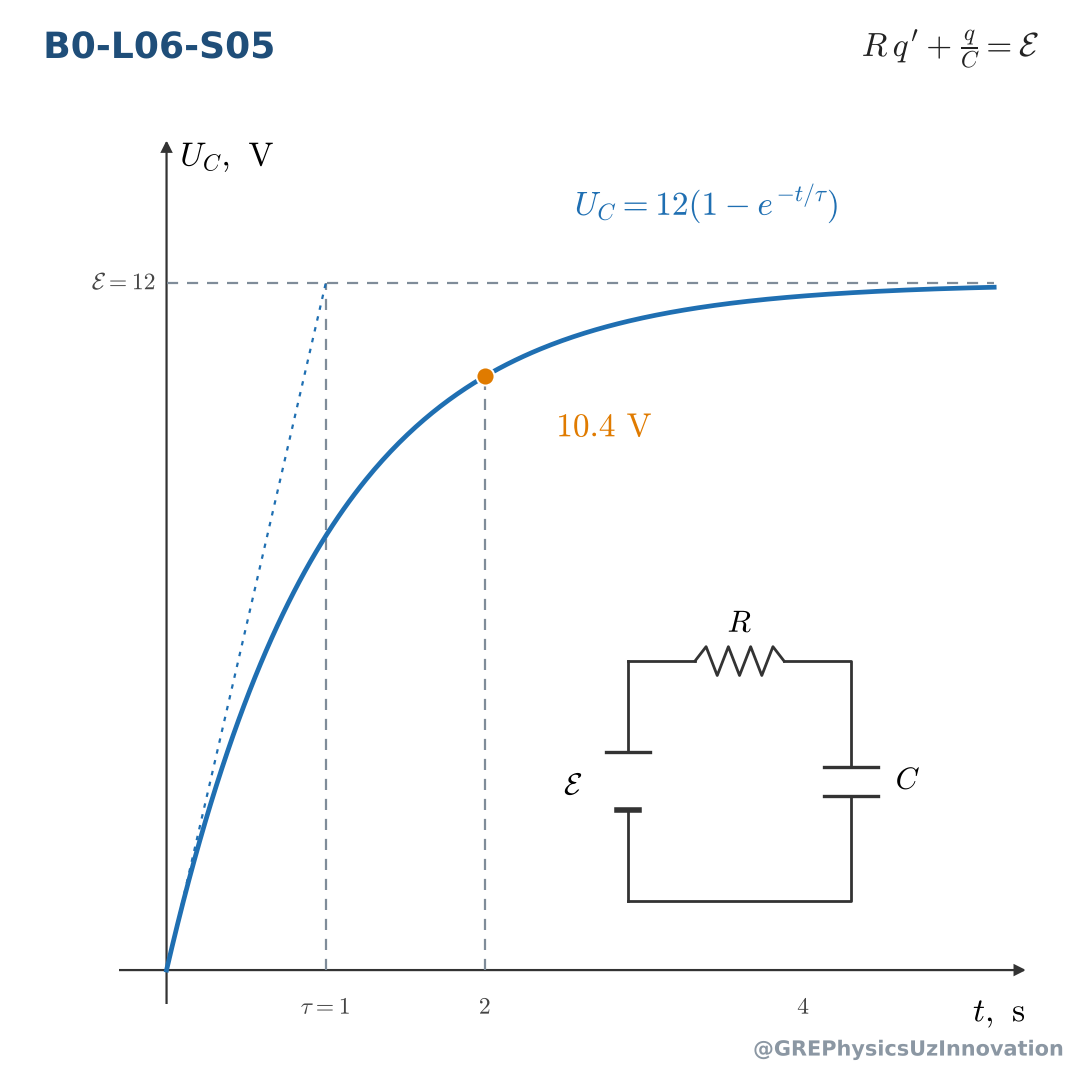 B0-L06-S05
R q′ + q/C = ℰ
U_C, V
U_C = 12(1 − e^{−t/τ})
ℰ = 12
10.4 V
R
ℰ
C
τ = 1
2
4
t, s
@GREPhysicsUzInnovation